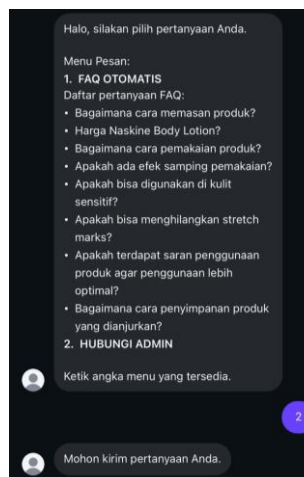 Halo, silakan pilih pertanyaan Anda.
Menu Pesan:
1. FAQ OTOMATIS
Daftar pertanyaan FAQ:
• Bagaimana cara memasan produk?
• Harga Naskine Body Lotion?
• Bagaimana cara pemakaian produk?
• Apakah ada efek samping pemakaian?
• Apakah bisa digunakan di kulit
sensitif?
• Apakah bisa menghilangkan stretch
marks?
• Apakah terdapat saran penggunaan
produk agar penggunaan lebih
optimal?
• Bagaimana cara penyimpanan produk
yang dianjurkan?
2. HUBUNGI ADMIN
Ketik angka menu yang tersedia.
2
Mohon kirim pertanyaan Anda.